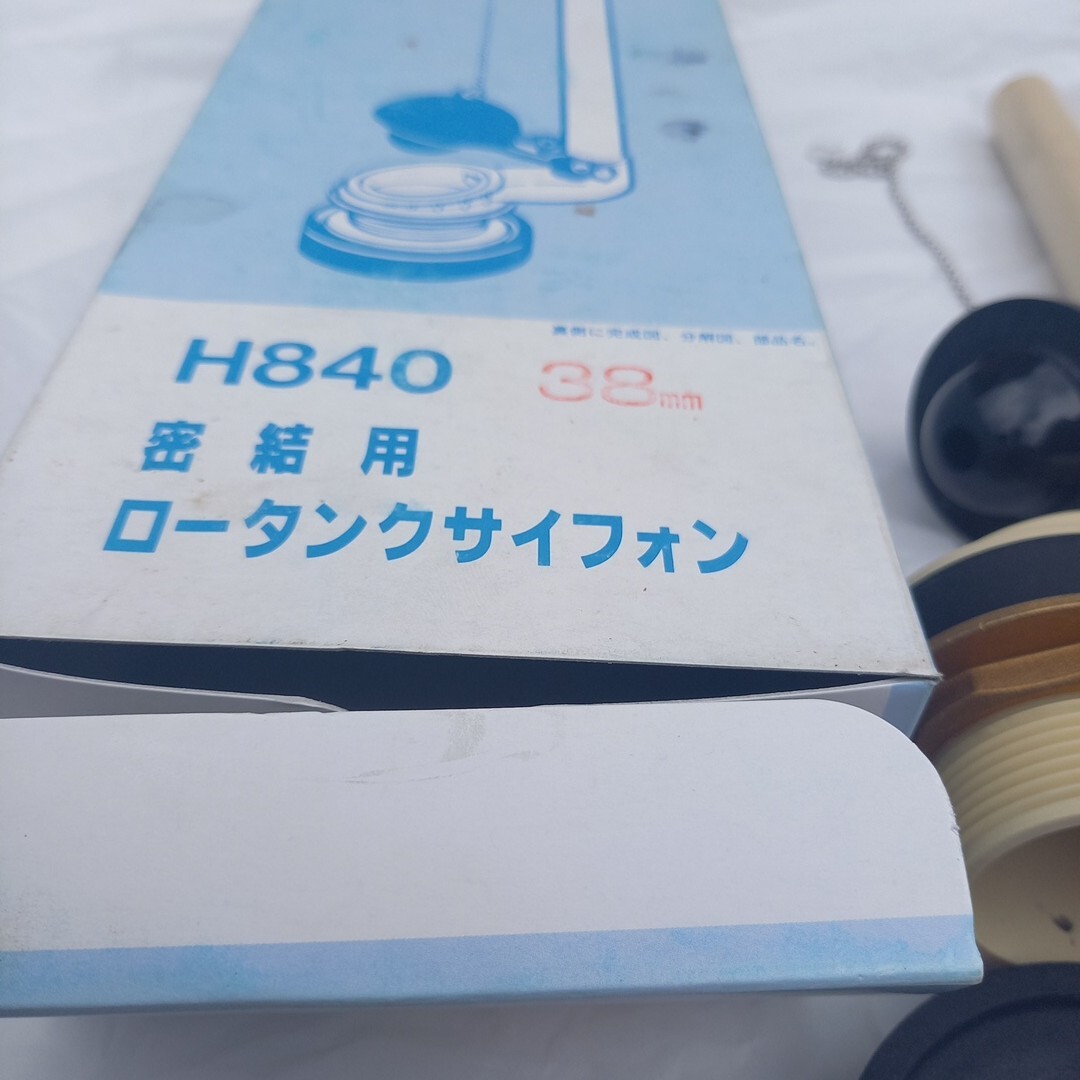 裏側に完成図、分解図、部品名。
H840 38mm
密結用
ロータンクサイフォン